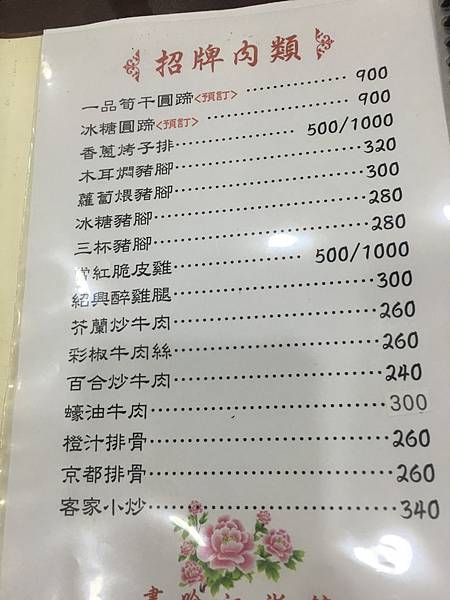 招牌肉類
一品筍干圓蹄<預訂>‥‥‥‥‥‥ 900
冰糖圓蹄<預訂>‥‥‥‥‥‥‥‥ 900
香蔥烤子排‥‥‥‥‥‥‥‥ 500/1000
木耳燜豬腳‥‥‥‥‥‥‥‥‥‥ 320
蘿蔔煨豬腳‥‥‥‥‥‥‥‥‥‥ 300
冰糖豬腳‥‥‥‥‥‥‥‥‥‥‥ 280
三杯豬腳‥‥‥‥‥‥‥‥‥‥‥ 280
紅脆皮雞‥‥‥‥‥‥‥‥ 500/1000
紹興醉雞腿‥‥‥‥‥‥‥‥‥‥ 300
芥蘭炒牛肉‥‥‥‥‥‥‥‥‥‥ 260
彩椒牛肉絲‥‥‥‥‥‥‥‥‥‥ 260
百合炒牛肉‥‥‥‥‥‥‥‥‥‥ 240
蠔油牛肉‥‥‥‥‥‥‥‥‥‥‥ 300
橙汁排骨‥‥‥‥‥‥‥‥‥‥‥ 260
京都排骨‥‥‥‥‥‥‥‥‥‥‥ 260
客家小炒‥‥‥‥‥‥‥‥‥‥‥ 340